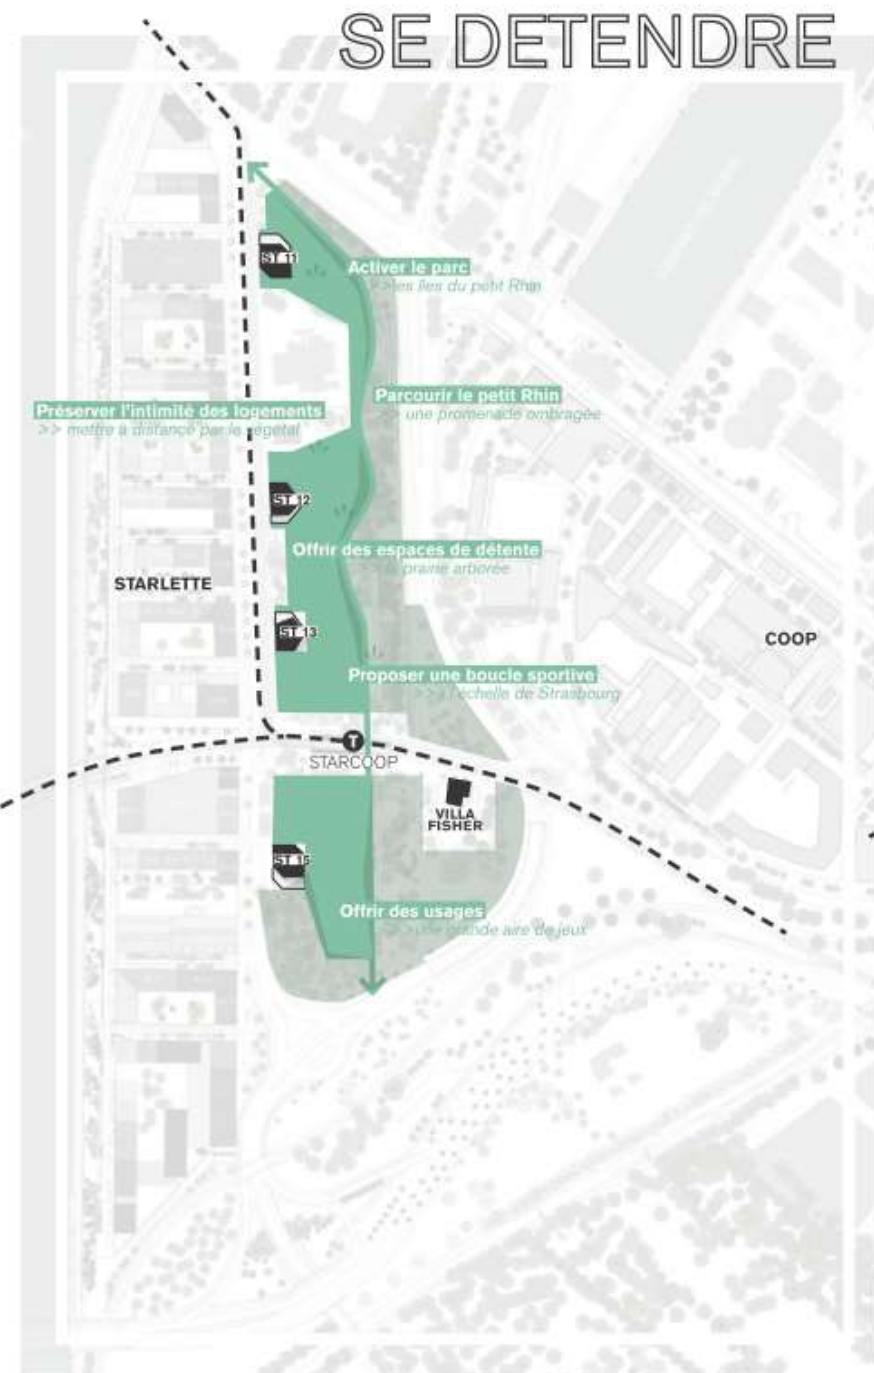 SE DETENDRE
ST 11
Activer le parc
>> les îles du petit Rhin
Parcourir le petit Rhin
>> une promenade ombragée
Préserver l'intimité des logements
>> mettre à distance par le végétal
ST 12
Offrir des espaces de détente
>> la prairie arborée
STARLETTE
ST 13
COOP
Proposer une boucle sportive
>> à l'échelle de Strasbourg
T
STARCOOP
VILLA
FISHER
ST 15
Offrir des usages
>> une grande aire de jeux